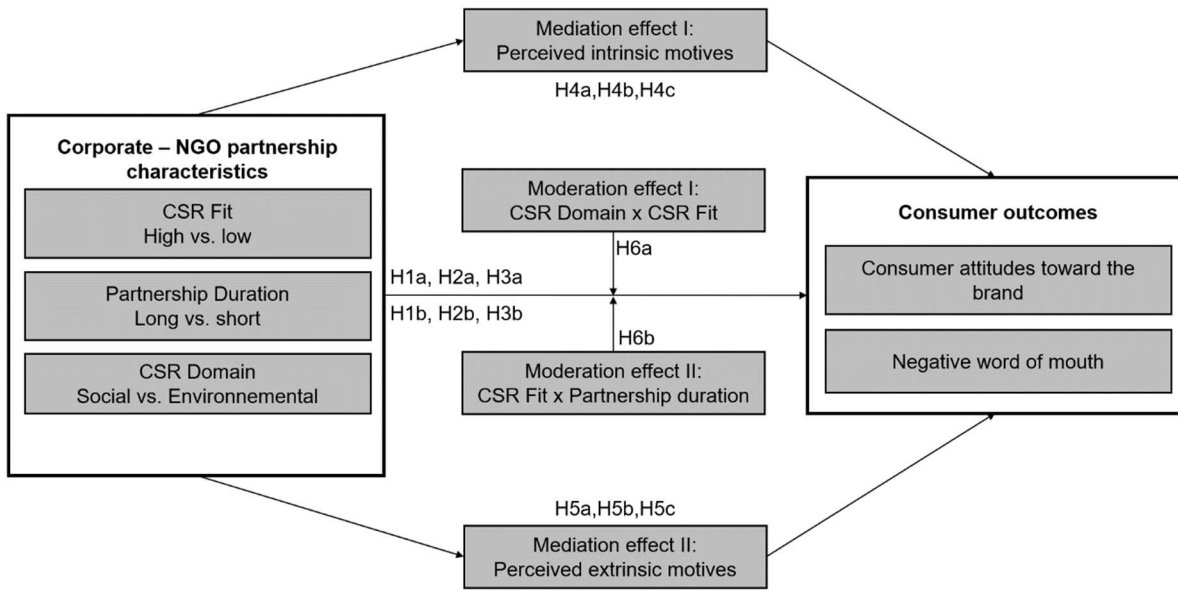 Mediation effect I:
Perceived intrinsic motives
H4a,H4b,H4c
Corporate – NGO partnership
characteristics
CSR Fit
High vs. low
Partnership Duration
Long vs. short
CSR Domain
Social vs. Environnemental
Moderation effect I:
CSR Domain x CSR Fit
H6a
H1a, H2a, H3a
H1b, H2b, H3b
H6b
Moderation effect II:
CSR Fit x Partnership duration
Consumer outcomes
Consumer attitudes toward the
brand
Negative word of mouth
H5a,H5b,H5c
Mediation effect II:
Perceived extrinsic motives